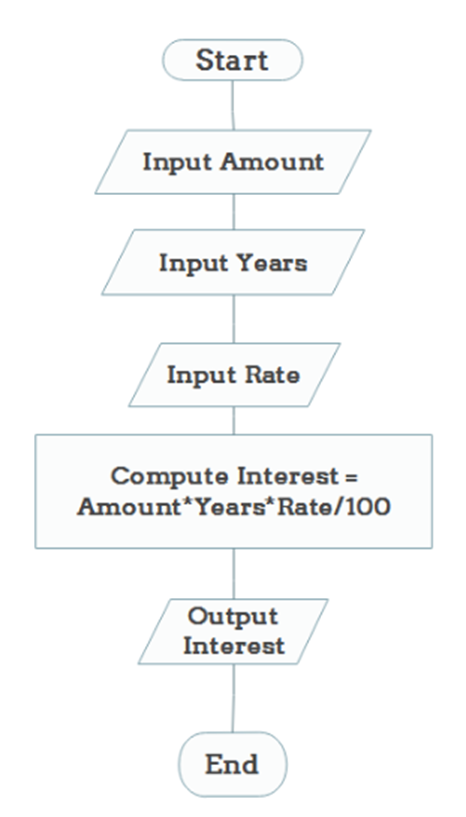 Start
Input Amount
Input Years
Input Rate
Compute Interest =
Amount*Years*Rate/100
Output
Interest
End